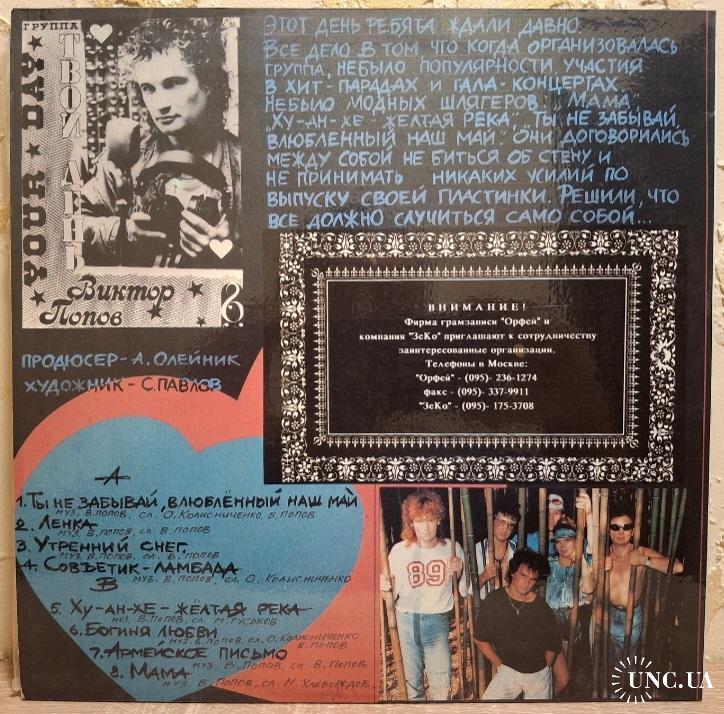 ГРУППА
ТВОЙ ДЕНЬ
YOUR ★ DAY
Виктор
Попов
ЭТОТ ДЕНЬ РЕБЯТА ЖДАЛИ ДАВНО.
ВСЕ ДЕЛО В ТОМ ЧТО КОГДА ОРГАНИЗОВАЛАСЬ
ГРУППА, НЕБЫЛО ПОПУЛЯРНОСТИ, УЧАСТИЯ
В ХИТ-ПАРАДАХ И ГАЛА-КОНЦЕРТАХ
НЕБЫЛО МОДНЫХ ШЛЯГЕРОВ МАМА,
"ХУ-АН-ХЕ-ЖЕЛТАЯ РЕКА", ТЫ НЕ ЗАБЫВАЙ,
ВЛЮБЛЕННЫЙ НАШ МАЙ". ОНИ ДОГОВОРИЛИСЬ
МЕЖДУ СОБОЙ НЕ БИТЬСЯ ОБ СТЕНУ И
НЕ ПРИНИМАТЬ НИКАКИХ УСИЛИЙ ПО
ВЫПУСКУ СВОЕЙ ПЛАСТИНКИ. РЕШИЛИ, ЧТО
ВСЕ ДОЛЖНО СЛУЧИТЬСЯ САМО СОБОЙ...
ВНИМАНИЕ!
Фирма грамзаписи "Орфей" и
компания "ЗеКо" приглашают к сотрудничеству
заинтересованные организации.
Телефоны в Москве:
"Орфей" - (095)- 236-1274
факс - (095)- 337-9911
"ЗеКо" - (095)- 175-3708
ПРОДЮСЕР - А. ОЛЕЙНИК
ХУДОЖНИК - С. ПАВЛОВ
А
1. ТЫ НЕ ЗАБЫВАЙ, ВЛЮБЛЁННЫЙ НАШ МАЙ
МУЗ. В. ПОПОВ, СЛ. О. КОЛИСНИЧЕНКО, В. ПОПОВ
2. ЛЕНКА
МУЗ. В. ПОПОВ, СЛ. В. ПОПОВ
3. УТРЕННИЙ СНЕГ
МУЗ. В. ПОПОВ, СЛ. В. ПОПОВ
4. СОВЪЕТИК-ЛАМБАДА
МУЗ. В. ПОПОВ, СЛ. О. КОЛИСНИЧЕНКО
В
5. ХУ-АН-ХЕ-ЖЁЛТАЯ РЕКА
МУЗ. В. ПОПОВ, СЛ. М. ГУСЬКОВ
6. БОГИНЯ ЛЮБВИ
МУЗ. В. ПОПОВ, СЛ. О. КОЛИСНИЧЕНКО
В. ПОПОВ
7. АРМЕЙСКОЕ ПИСЬМО
МУЗ. В. ПОПОВ, СЛ. В. ПОПОВ
8. МАМА
МУЗ. В. ПОПОВ, СЛ. Н. ХЛЕБОРОДОВ
89
UNC.UA